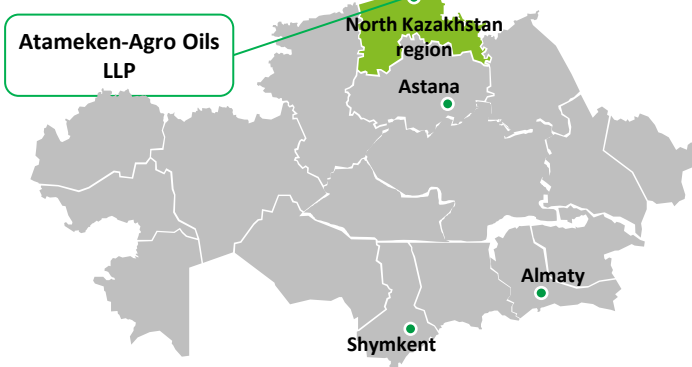 Atameken-Agro Oils
LLP
North Kazakhstan
region
Astana
Almaty
Shymkent